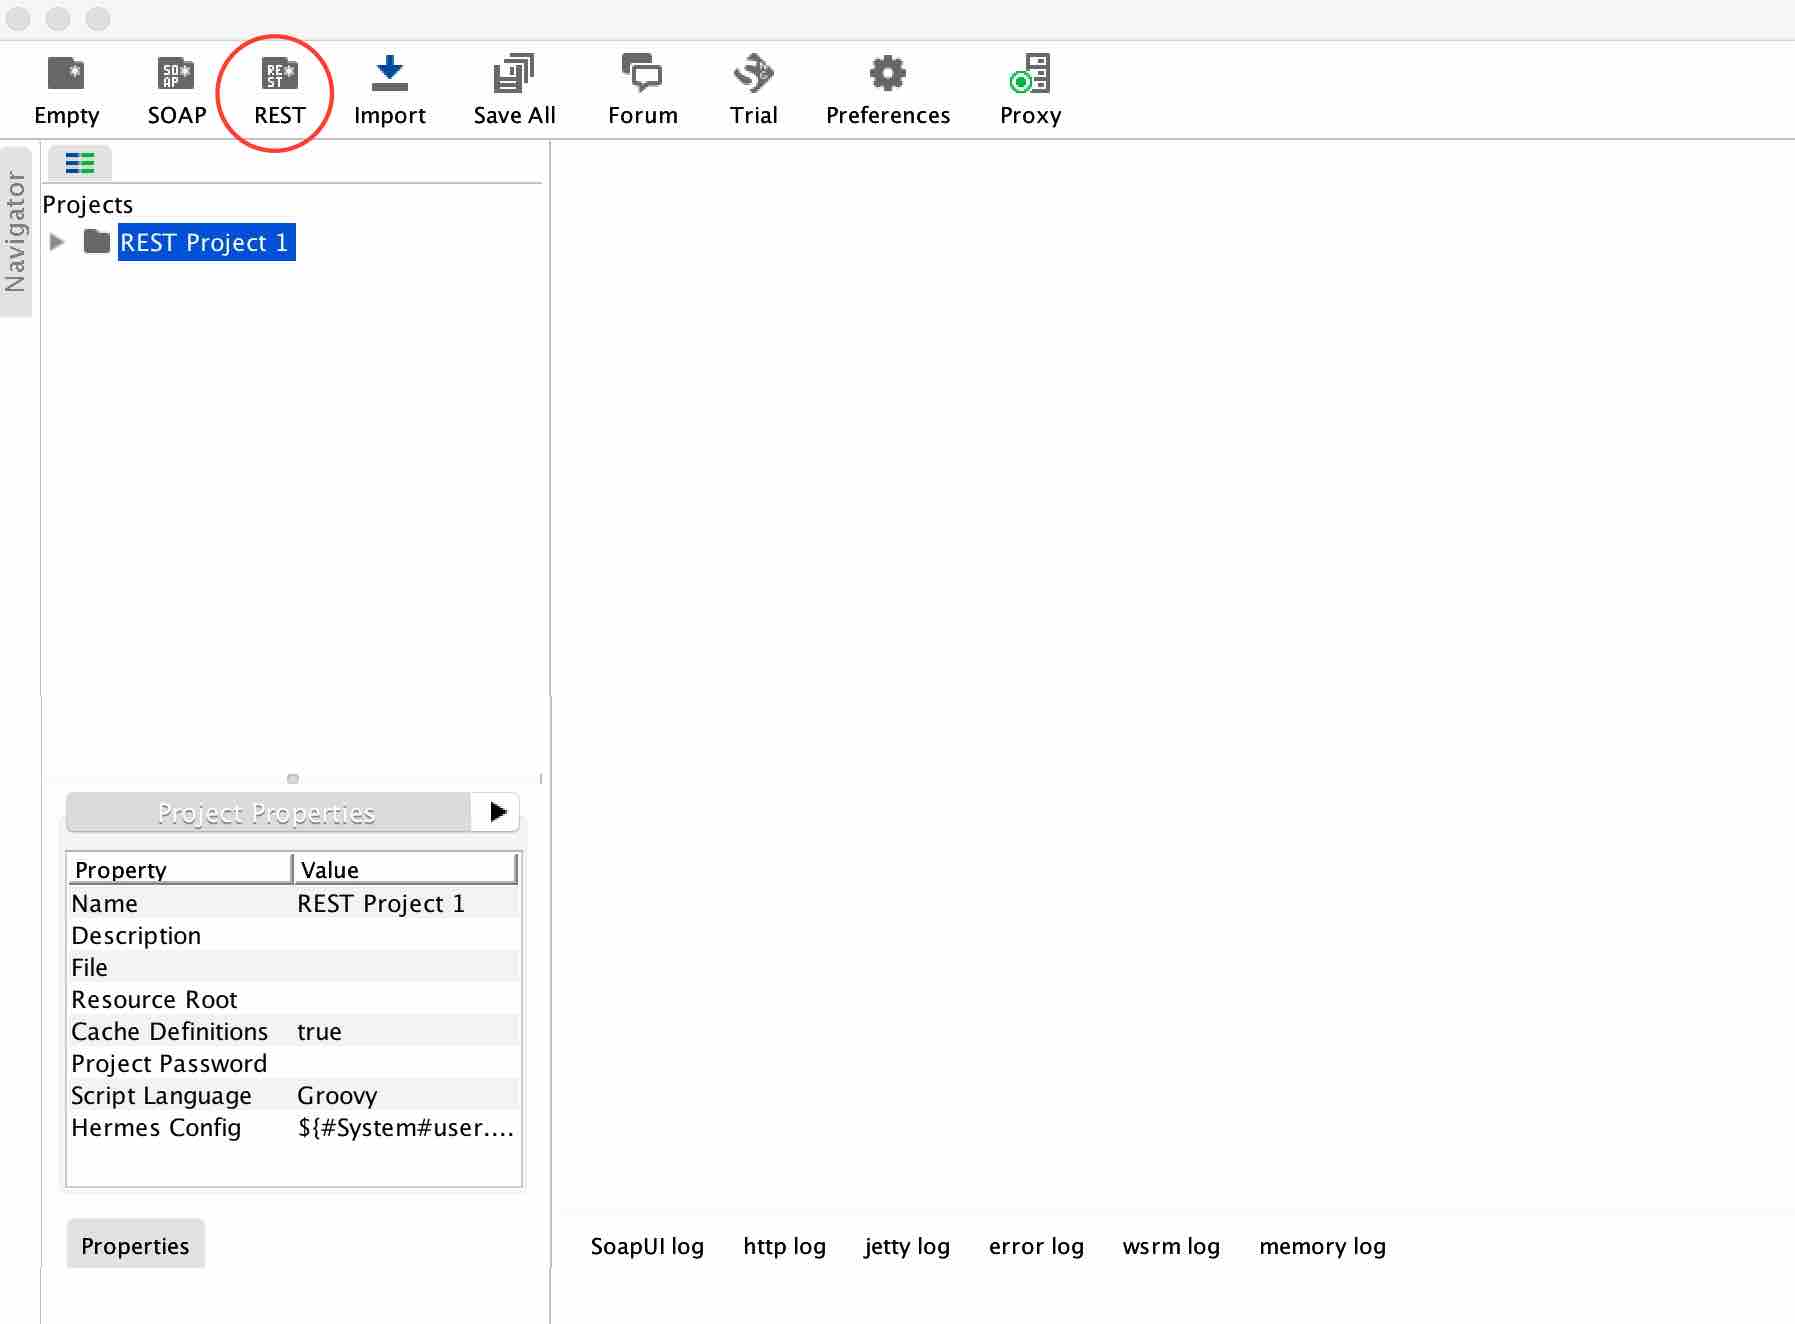 Empty SOAP REST Import Save All Forum Trial Preferences Proxy
Navigator
Projects
REST Project 1
Project Properties
Property Value
Name REST Project 1
Description
File
Resource Root
Cache Definitions true
Project Password
Script Language Groovy
Hermes Config ${#System#user....
Properties
SoapUI log http log jetty log error log wsrm log memory log